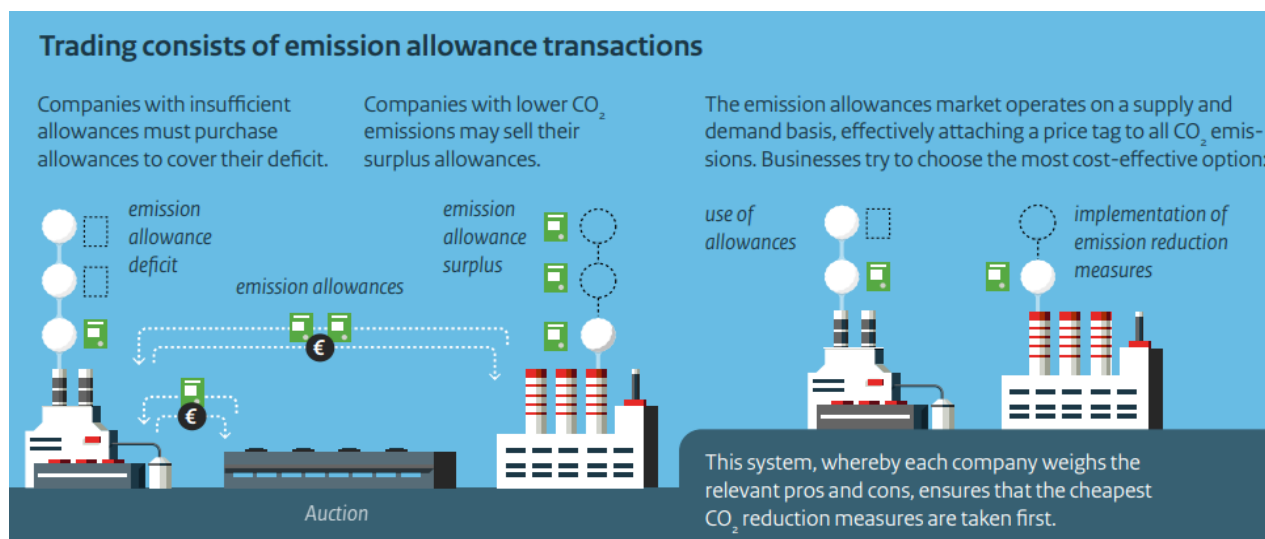 Trading consists of emission allowance transactions
Companies with insufficient
allowances must purchase
allowances to cover their deficit.
Companies with lower CO₂
emissions may sell their
surplus allowances.
The emission allowances market operates on a supply and
demand basis, effectively attaching a price tag to all CO₂ emis-
sions. Businesses try to choose the most cost-effective option:
emission
allowance
deficit
emission allowances
emission
allowance
surplus
use of
allowances
implementation of
emission reduction
measures
€
€
Auction
This system, whereby each company weighs the
relevant pros and cons, ensures that the cheapest
CO₂ reduction measures are taken first.